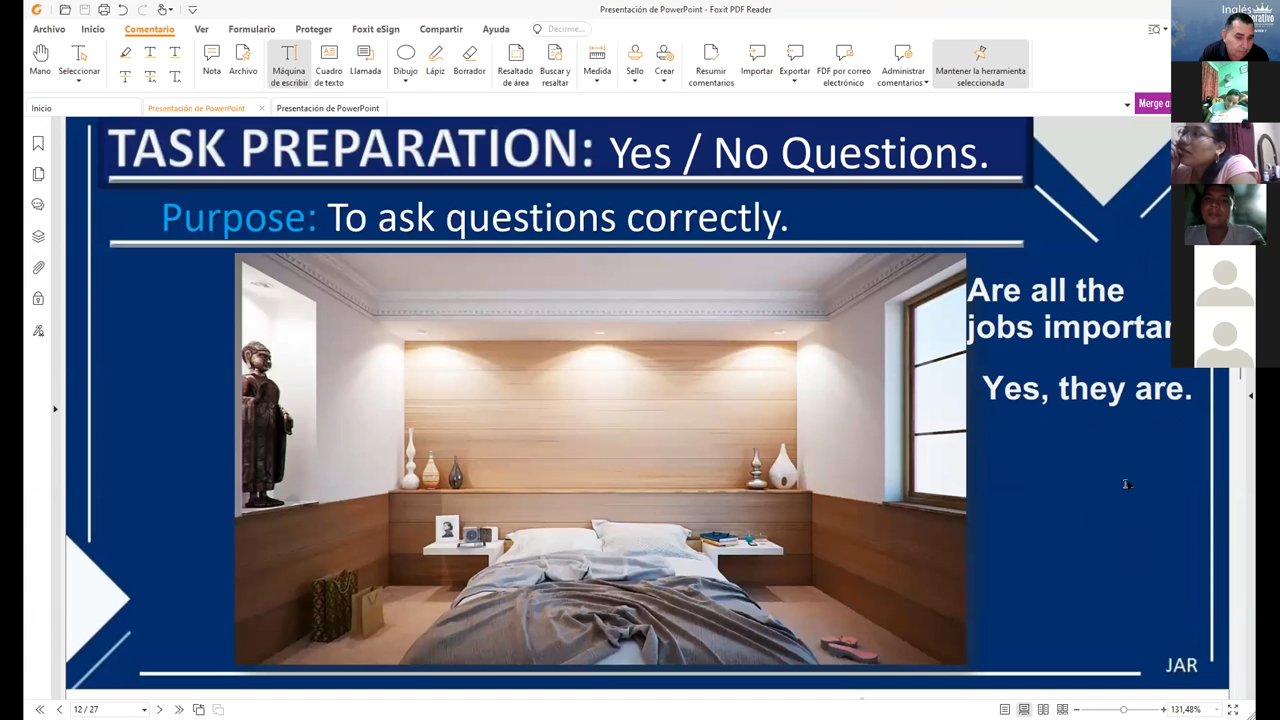 Presentación de PowerPoint - Foxit PDF Reader
Archivo Inicio Comentario Ver Formulario Proteger Foxit eSign Compartir Ayuda Decirme...
Mano
Seleccionar
Nota
Archivo
Máquina
de escribir
Cuadro
de texto
Llamada
Dibujo
Lápiz
Borrador
Resaltado
de área
Buscar y
resaltar
Medida
Sello
Crear
Resumir
comentarios
Importar
Exportar
FDF por correo
electrónico
Administrar
comentarios
Mantener la herramienta
seleccionada
Inicio
Presentación de PowerPoint
Presentación de PowerPoint
Merge a
Inglés
TASK PREPARATION: Yes / No Questions.
Purpose: To ask questions correctly.
Are all the
jobs importan
Yes, they are.
JAR
12 / 27
131,48%